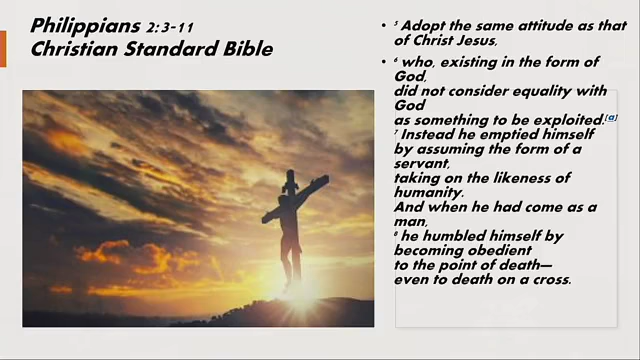 Philippians 2:3-11
Christian Standard Bible
• ⁵ Adopt the same attitude as that
of Christ Jesus,
• ⁶ who, existing in the form of
God,
did not consider equality with
God
as something to be exploited.[a]
⁷ Instead he emptied himself
by assuming the form of a
servant,
taking on the likeness of
humanity.
And when he had come as a
man,
⁸ he humbled himself by
becoming obedient
to the point of death—
even to death on a cross.